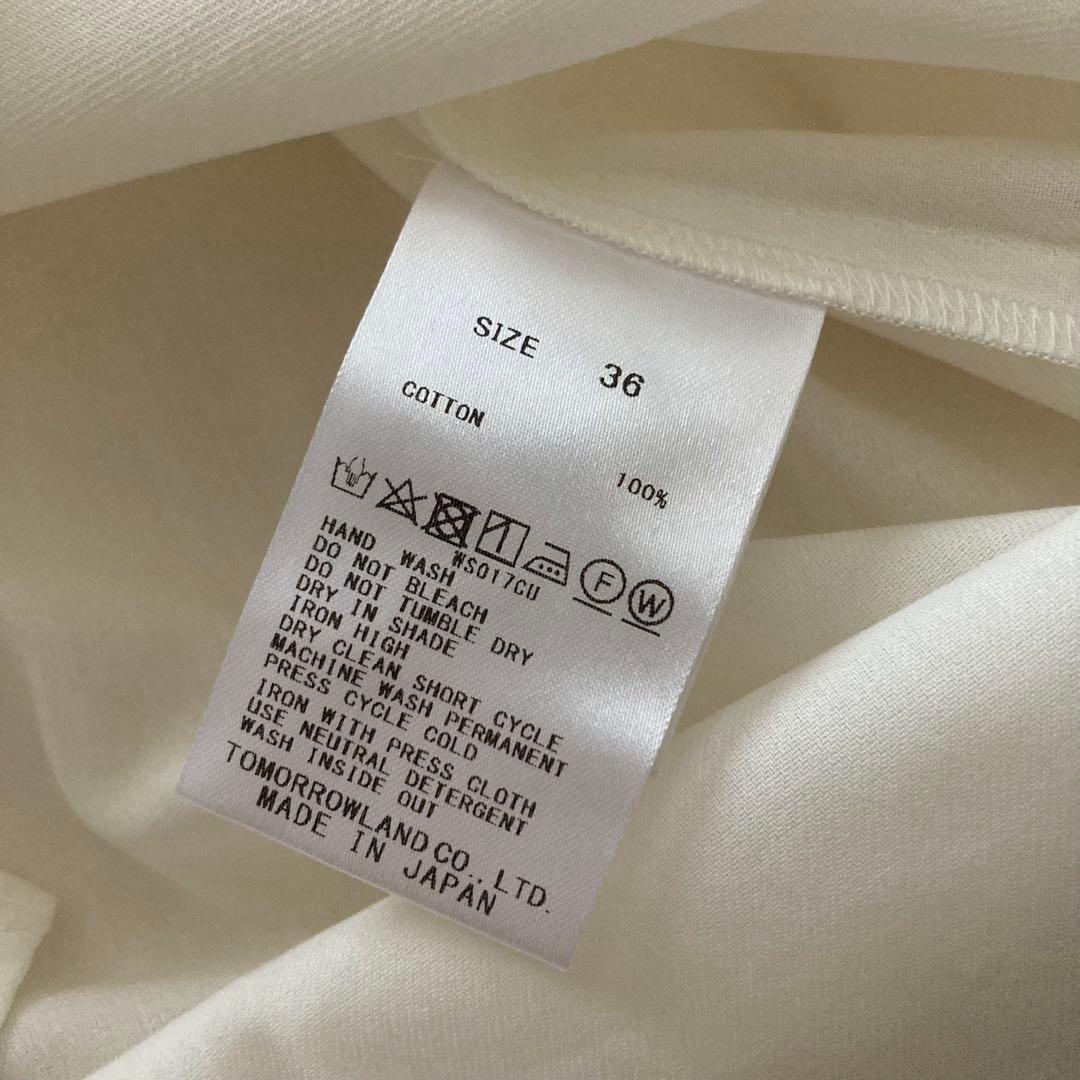 SIZE 36
COTTON 100%
F W
WS017CU
HAND WASH
DO NOT BLEACH
DO NOT TUMBLE DRY
DRY IN SHADE
IRON HIGH
DRY CLEAN SHORT CYCLE
MACHINE WASH PERMANENT
PRESS CYCLE COLD
IRON WITH PRESS CLOTH
USE NEUTRAL DETERGENT
WASH INSIDE OUT
TOMORROWLAND CO., LTD.
MADE IN JAPAN